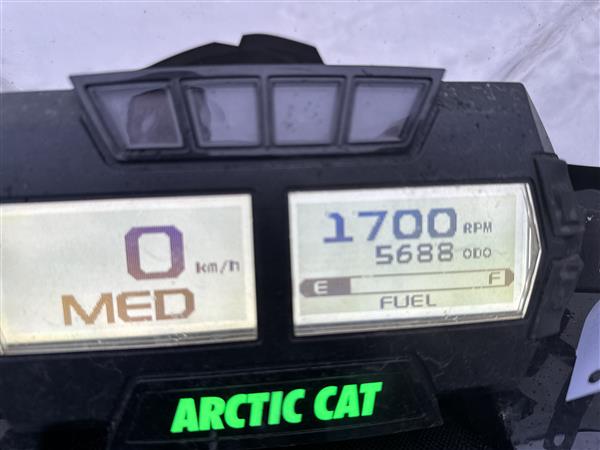 0 km/h
MED
1700 RPM
5688 ODO
E F
FUEL
ARCTIC CAT